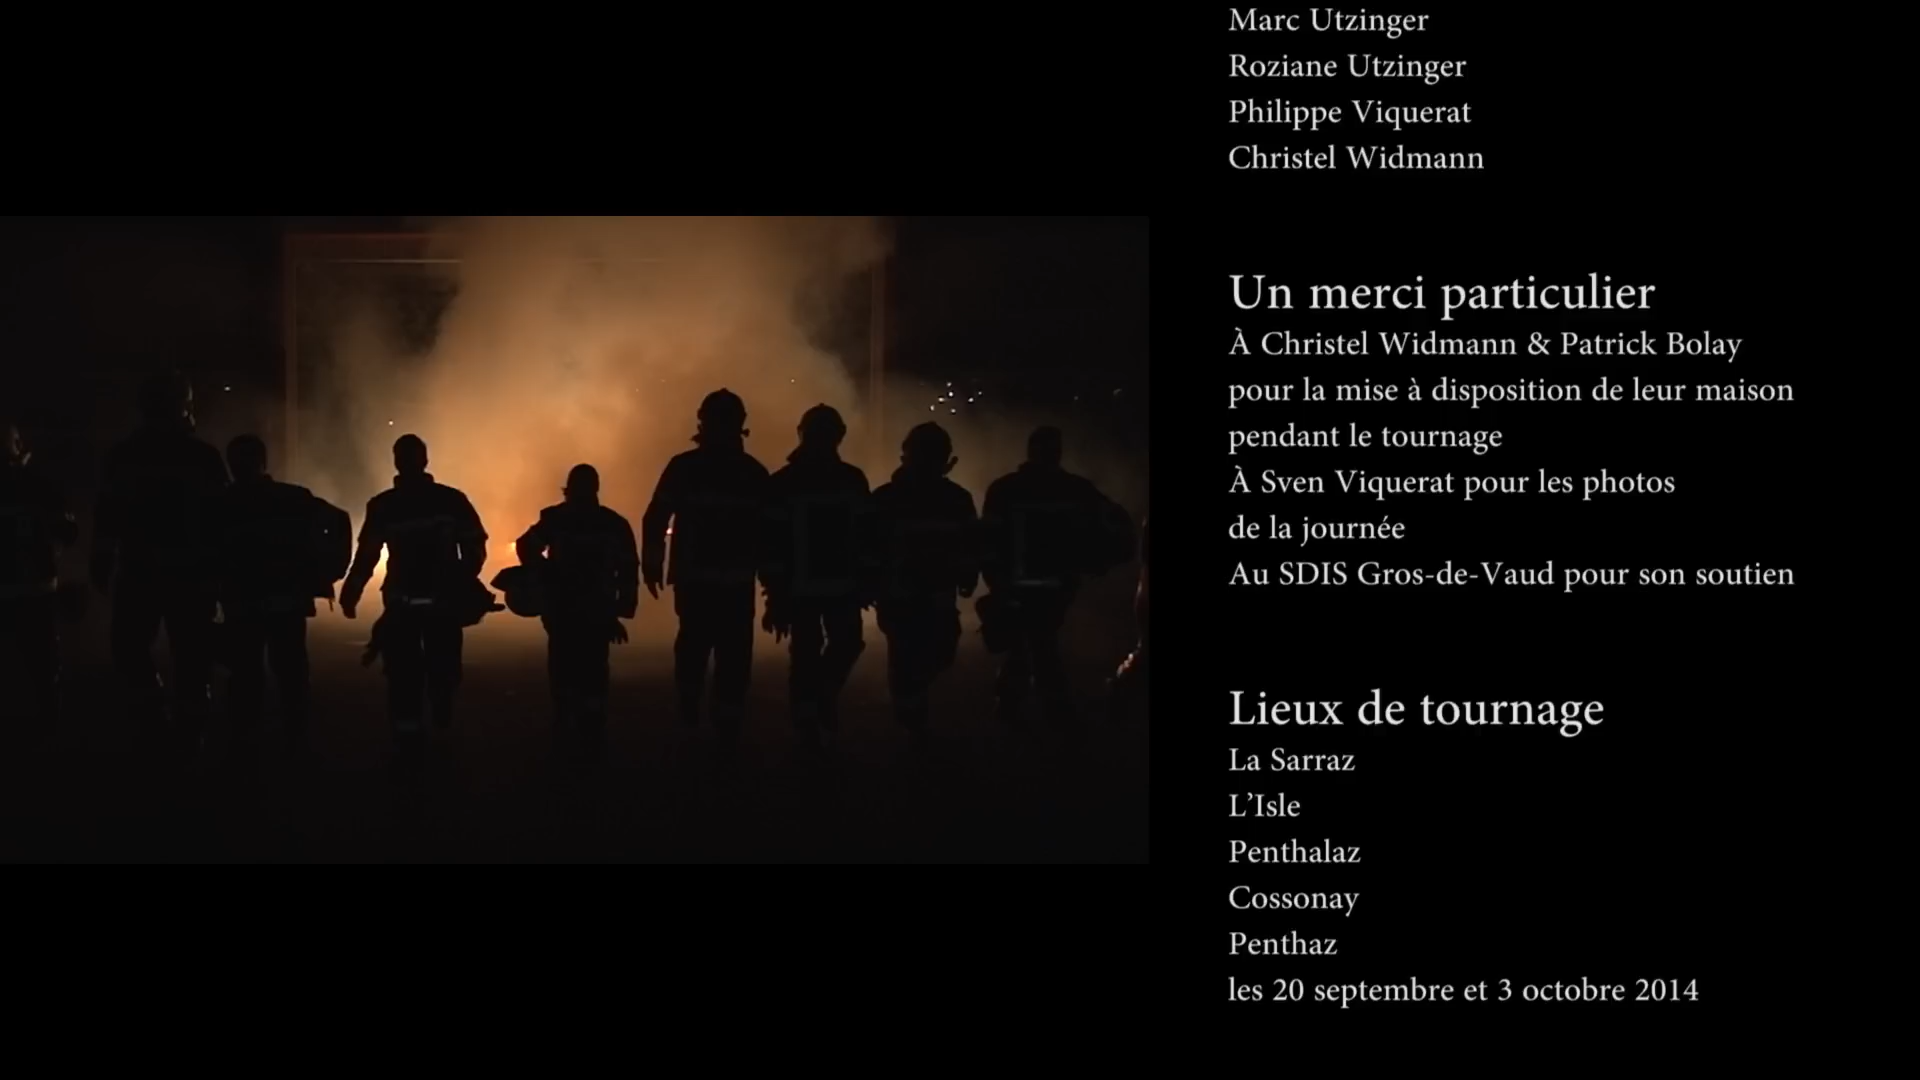 Marc Utzinger
Roziane Utzinger
Philippe Viquerat
Christel Widmann
Un merci particulier
À Christel Widmann & Patrick Bolay
pour la mise à disposition de leur maison
pendant le tournage
À Sven Viquerat pour les photos
de la journée
Au SDIS Gros-de-Vaud pour son soutien
Lieux de tournage
La Sarraz
L’Isle
Penthalaz
Cossonay
Penthaz
les 20 septembre et 3 octobre 2014